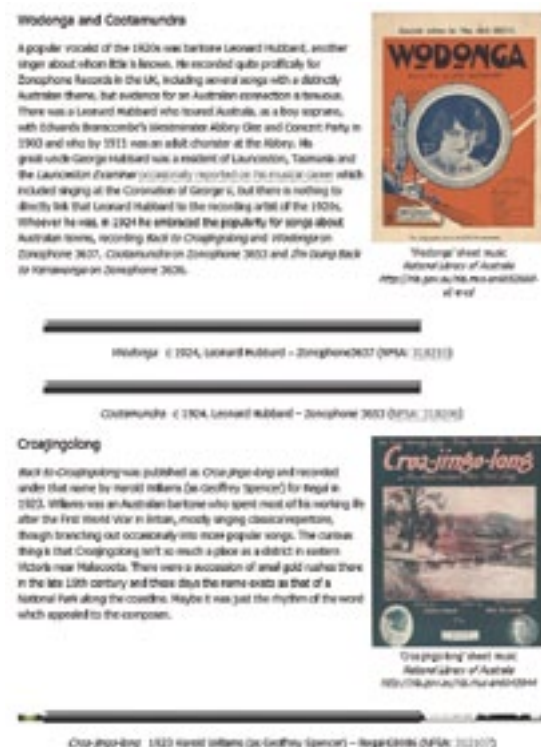 Wodonga and Cootamundra
A popular vocalist of the 1920s was baritone Leonard Hubbard, another
singer about whom little is known. He recorded quite prolifically for
Zonophone Records in the UK, including several songs with a distinctly
Australian theme, but evidence for an Australian connection is tenuous.
There was a Leonard Hubbard who toured Australia, as a boy soprano,
with Edward Branscombe's Westminster Abbey Glee and Concert Party in
1903 and who by 1911 was an adult chorister at the Abbey. His
great-uncle George Hubbard was a resident of Launceston, Tasmania and
the Launceston Examiner occasionally reported on his musical career which
included singing at the Coronation of George V, but there is nothing to
directly link that Leonard Hubbard to the recording artist of the 1920s.
Whoever he was, in 1924 he embraced the popularity for songs about
Australian towns, recording Back to Croajingolong and Wodonga on
Zonophone 3637, Cootamundra on Zonophone 3653 and I'm Going Back
to Yarrawonga on Zonophone
WODONGA
'Wodonga' sheet music
National Library of Australia
Wodonga c 1924, Leonard Hubbard – Zonophone3637 (NFSA:
Cootamundra c 1924, Leonard Hubbard – Zonophone 3653 (NFSA:
Croajingolong
Back to Croajingolong was published as Croa-jingo-long and recorded
under that name by Harold Williams (as Geoffrey Spencer) for Regal in
1923. Williams was an Australian baritone who spent most of his working life
after the First World War in Britain, mostly singing classical repertoire,
though branching out occasionally into more popular songs. The curious
thing is that Croajingolong isn't so much a place as a district in eastern
Victoria near Mallacoota. There were a succession of small gold rushes there
in the late 19th century and these days the name exists as that of a
National Park along the coastline. Maybe it was just the rhythm of the word
which appealed to the composer.
Croa-jingo-long
'Croa-jingo-long' sheet music
National Library of Australia
Croa-jingo-long 1923 Harold Williams (as Geoffrey Spencer) – Regal (NFSA: